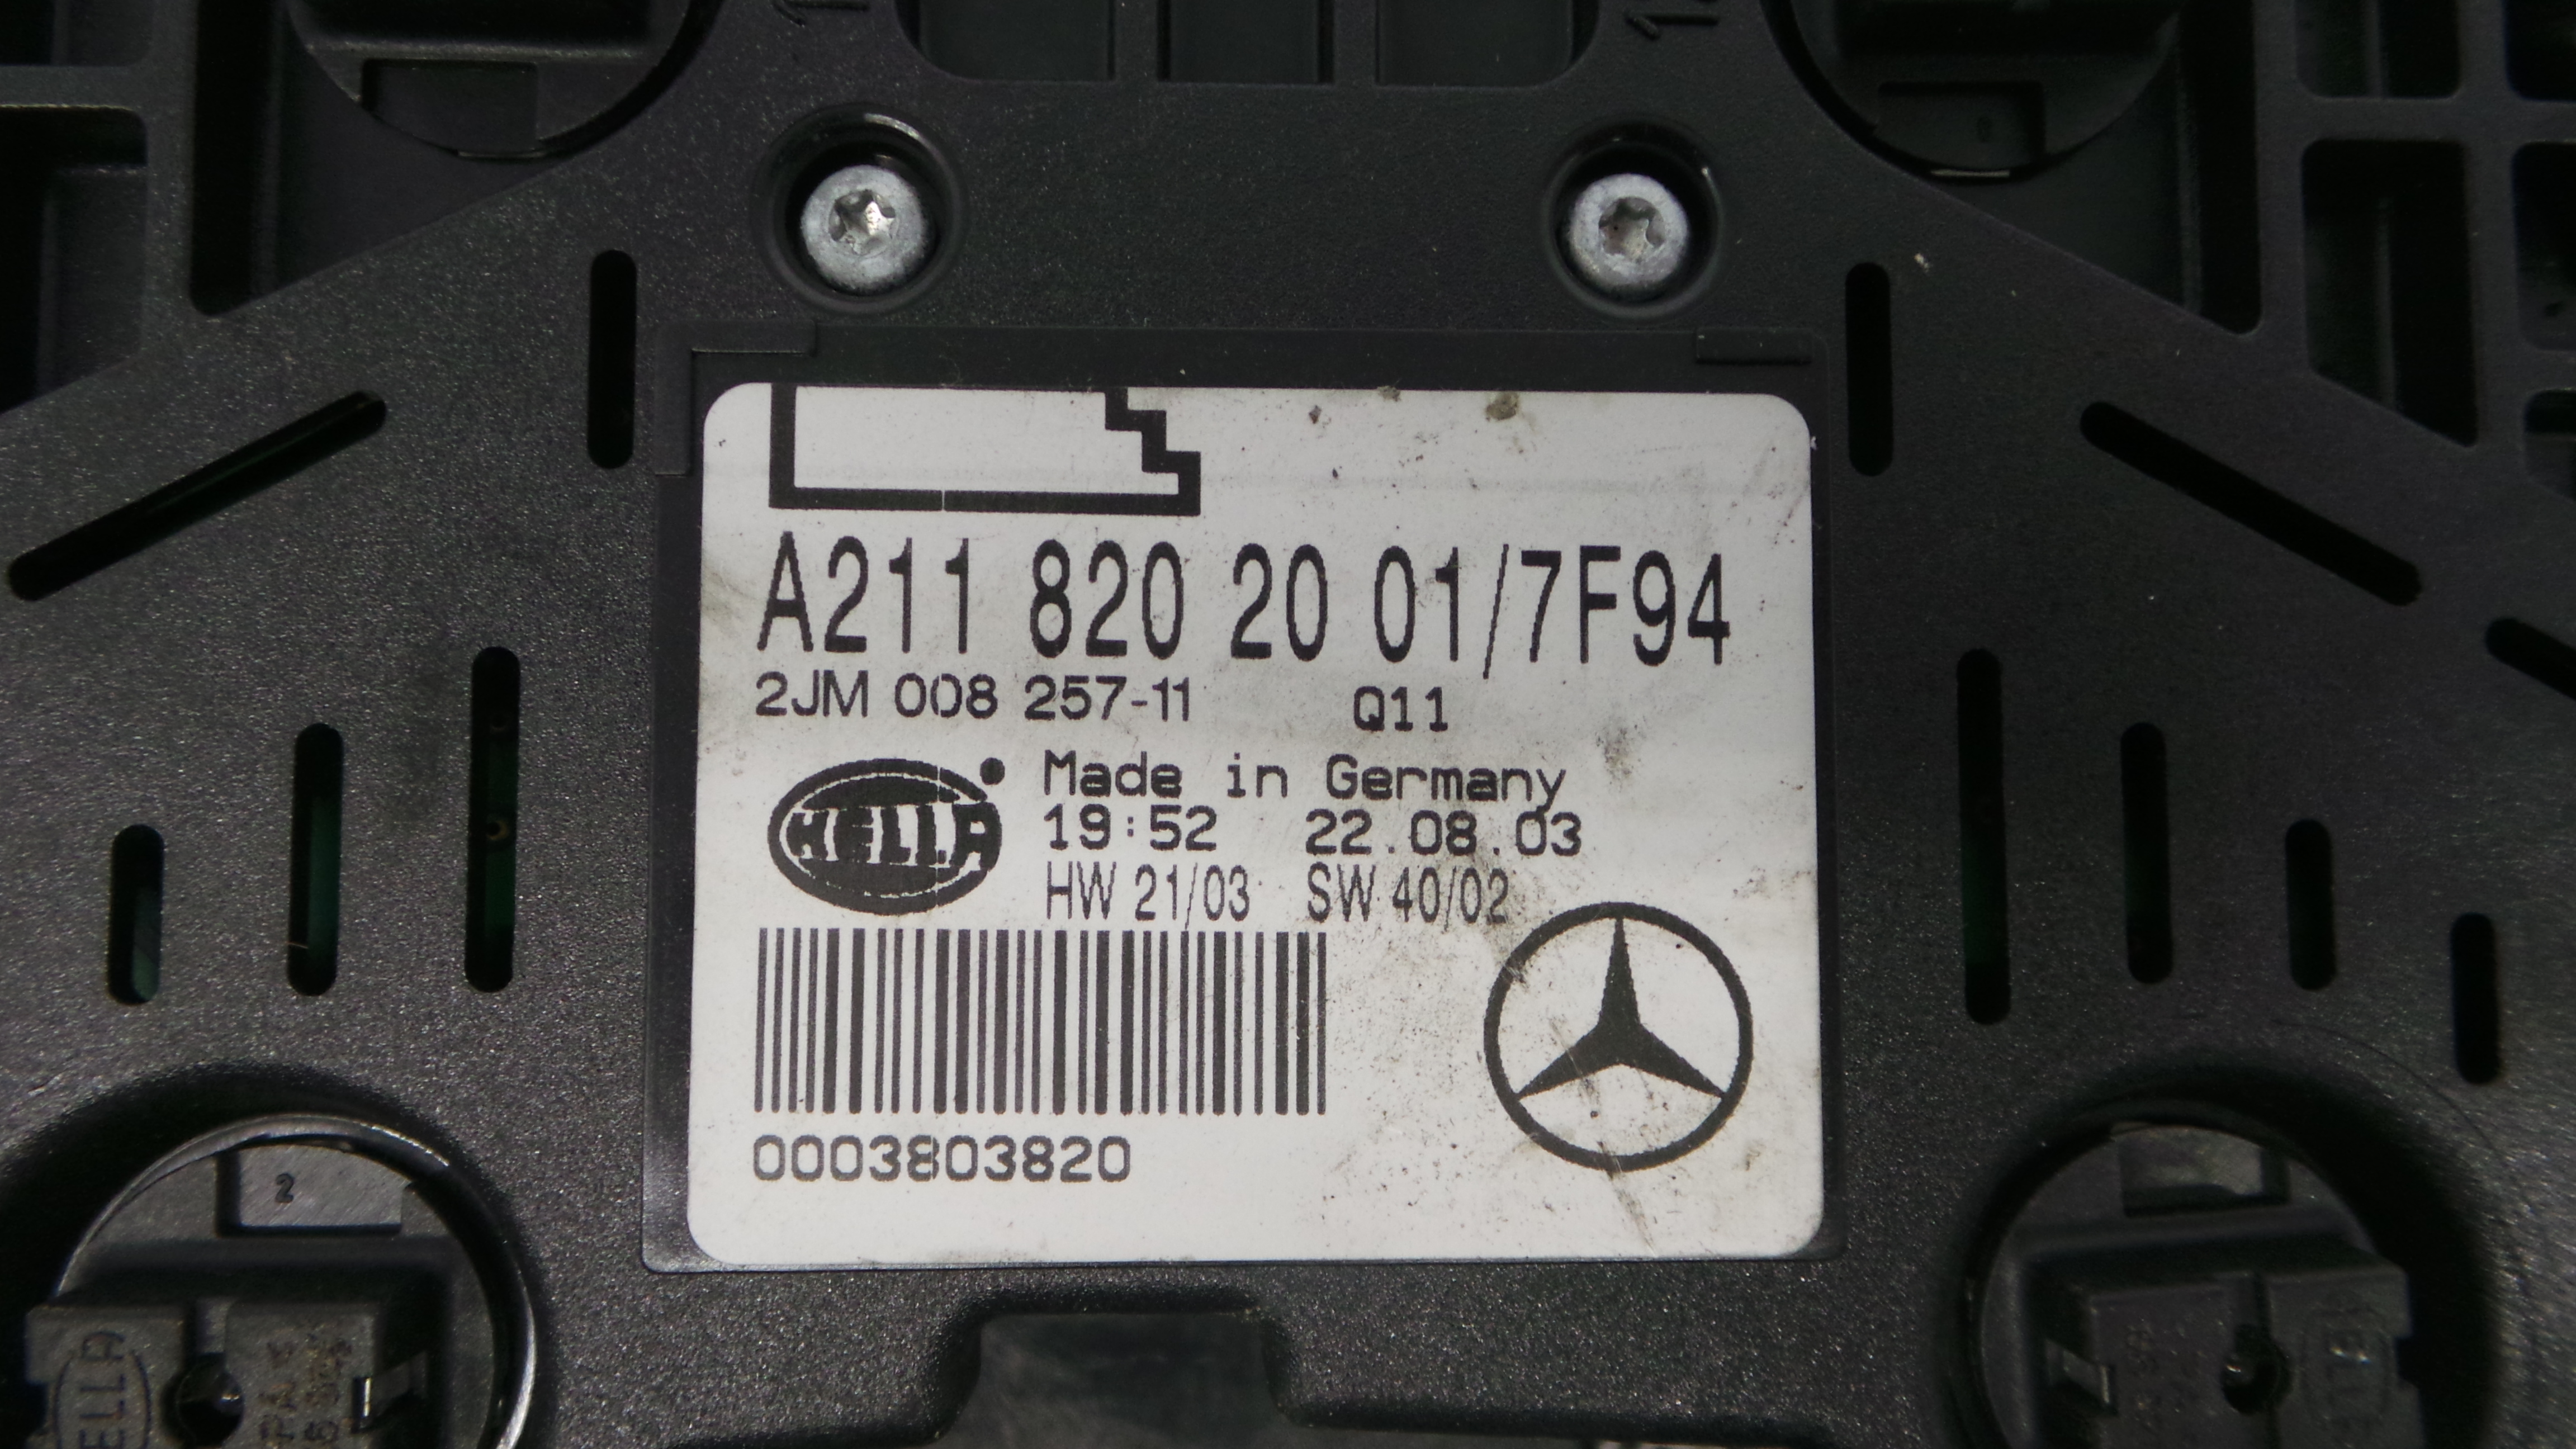 A211 820 20 01/7F94
2JM 008 257-11 Q11
HELLA
Made in Germany
19:52 22.08.03
HW 21/03 SW 40/02
0003803820
2